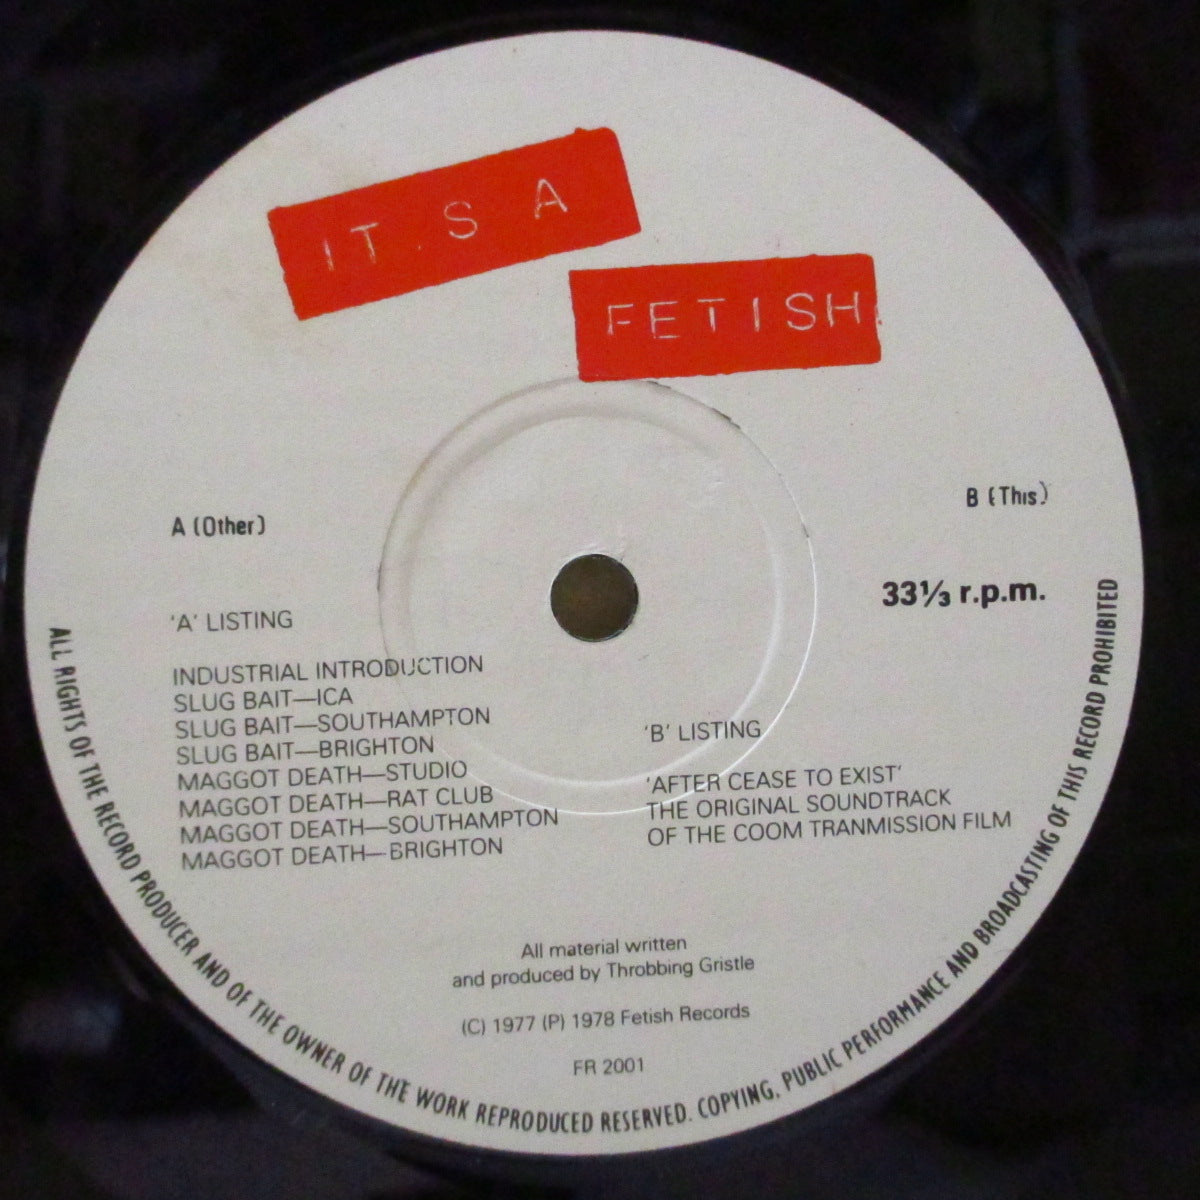 IT.S A
FETISH
A (Other)
B (This)
33⅓ r.p.m.
'A' LISTING
INDUSTRIAL INTRODUCTION
SLUG BAIT—ICA
SLUG BAIT—SOUTHAMPTON
SLUG BAIT—BRIGHTON
MAGGOT DEATH—STUDIO
MAGGOT DEATH—RAT CLUB
MAGGOT DEATH—SOUTHAMPTON
MAGGOT DEATH—BRIGHTON
'B' LISTING
'AFTER CEASE TO EXIST'
THE ORIGINAL SOUNDTRACK
OF THE COOM TRANMISSION FILM
All material written
and produced by Throbbing Gristle
(C) 1977 (P) 1978 Fetish Records
FR 2001
ALL RIGHTS OF THE RECORD PRODUCER AND OF THE OWNER OF THE WORK REPRODUCED RESERVED. COPYING, PUBLIC PERFORMANCE AND BROADCASTING OF THIS RECORD PROHIBITED